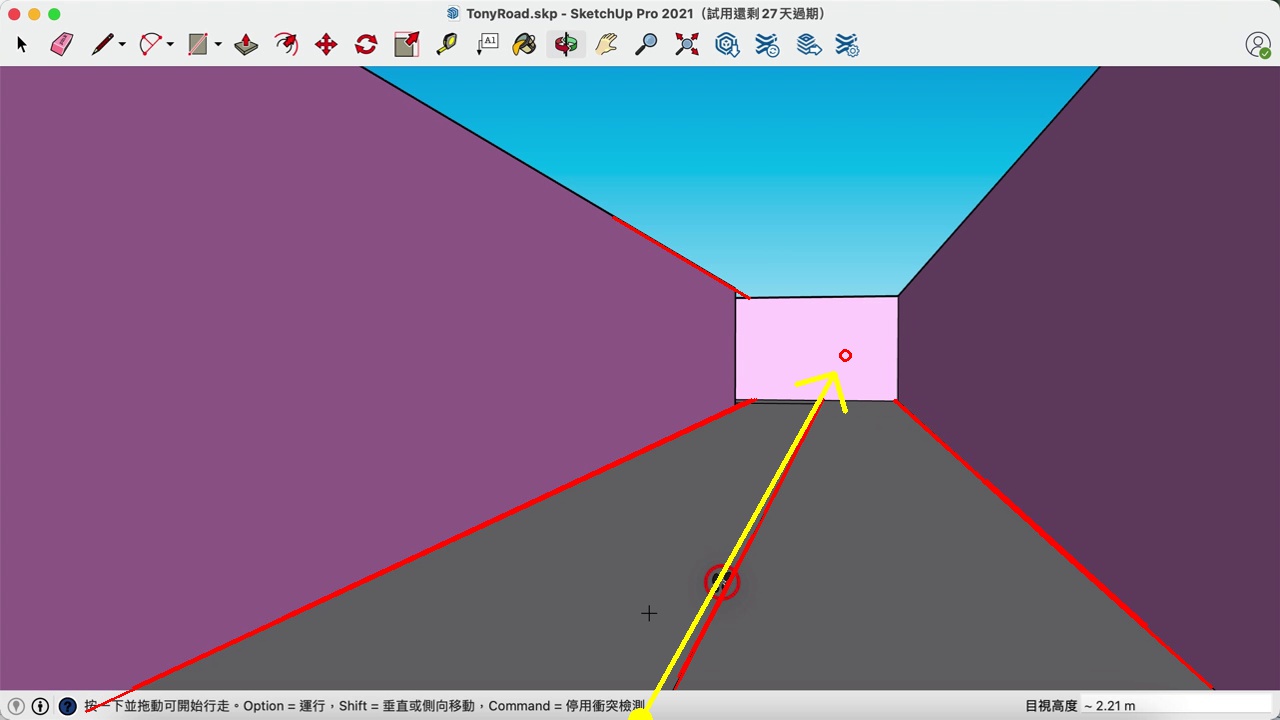 TonyRoad.skp - SketchUp Pro 2021（試用還剩 27 天過期）
A1
按一下並拖動可開始行走。Option = 運行，Shift = 垂直或側向移動，Command = 停用衝突檢測
目視高度 ~ 2.21 m